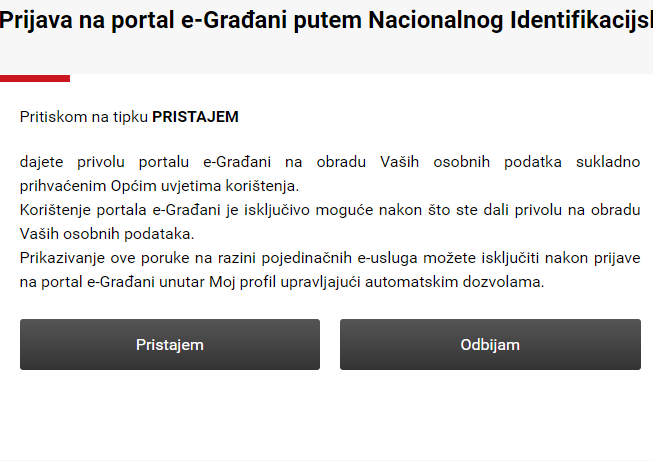 Prijava na portal e-Građani putem Nacionalnog
Pritiskom na tipku PRISTAJEM
dajete privolu portalu e-Građani na obradu Vaših osobnih podatka sukladno
prihvaćenim Općim uvjetima korištenja.
Korištenje portala e-Građani je isključivo moguće nakon što ste dali privolu na obradu
Vaših osobnih podataka.
Prikazivanje ove poruke na razini pojedinačnih e-usluga možete isključiti nakon prijave
na portal e-Građani unutar Moj profil upravljajući automatskim dozvolama.
Pristajem
Odbijam